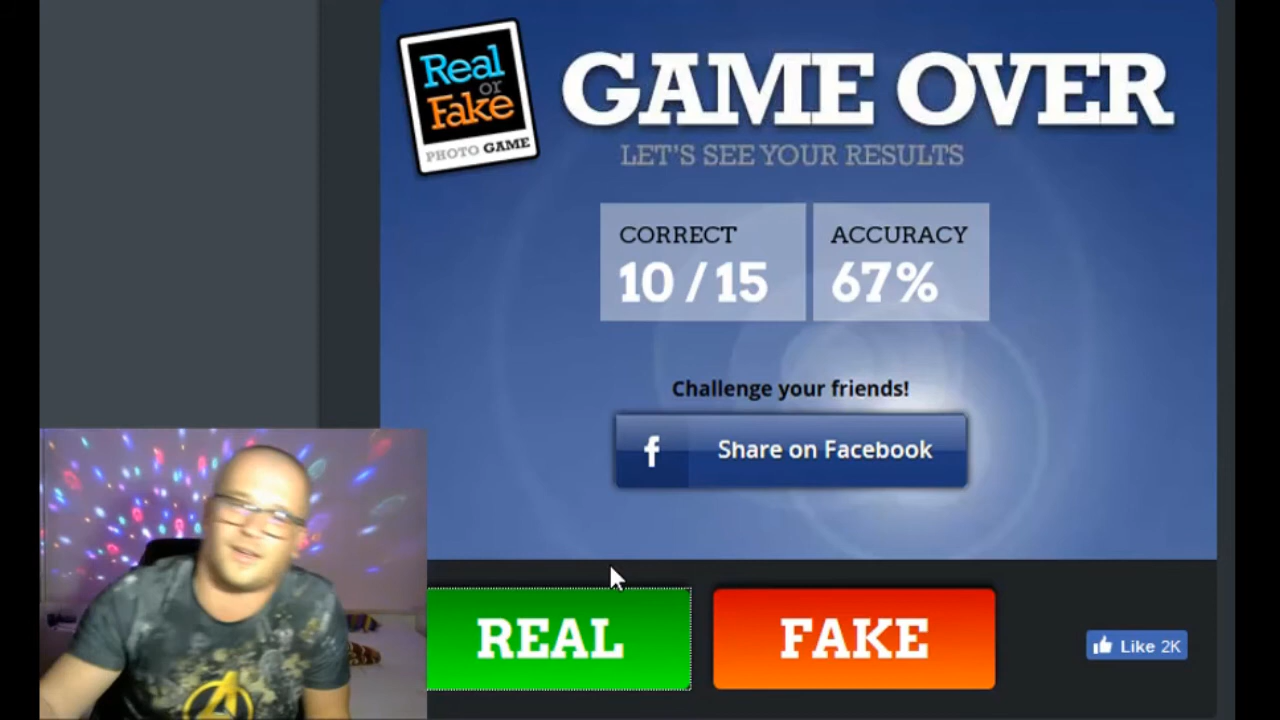 Real
or
Fake
PHOTO GAME
GAME OVER
LET'S SEE YOUR RESULTS
CORRECT
10 / 15
ACCURACY
67%
Challenge your friends!
f Share on Facebook
REAL
FAKE
Like 2K